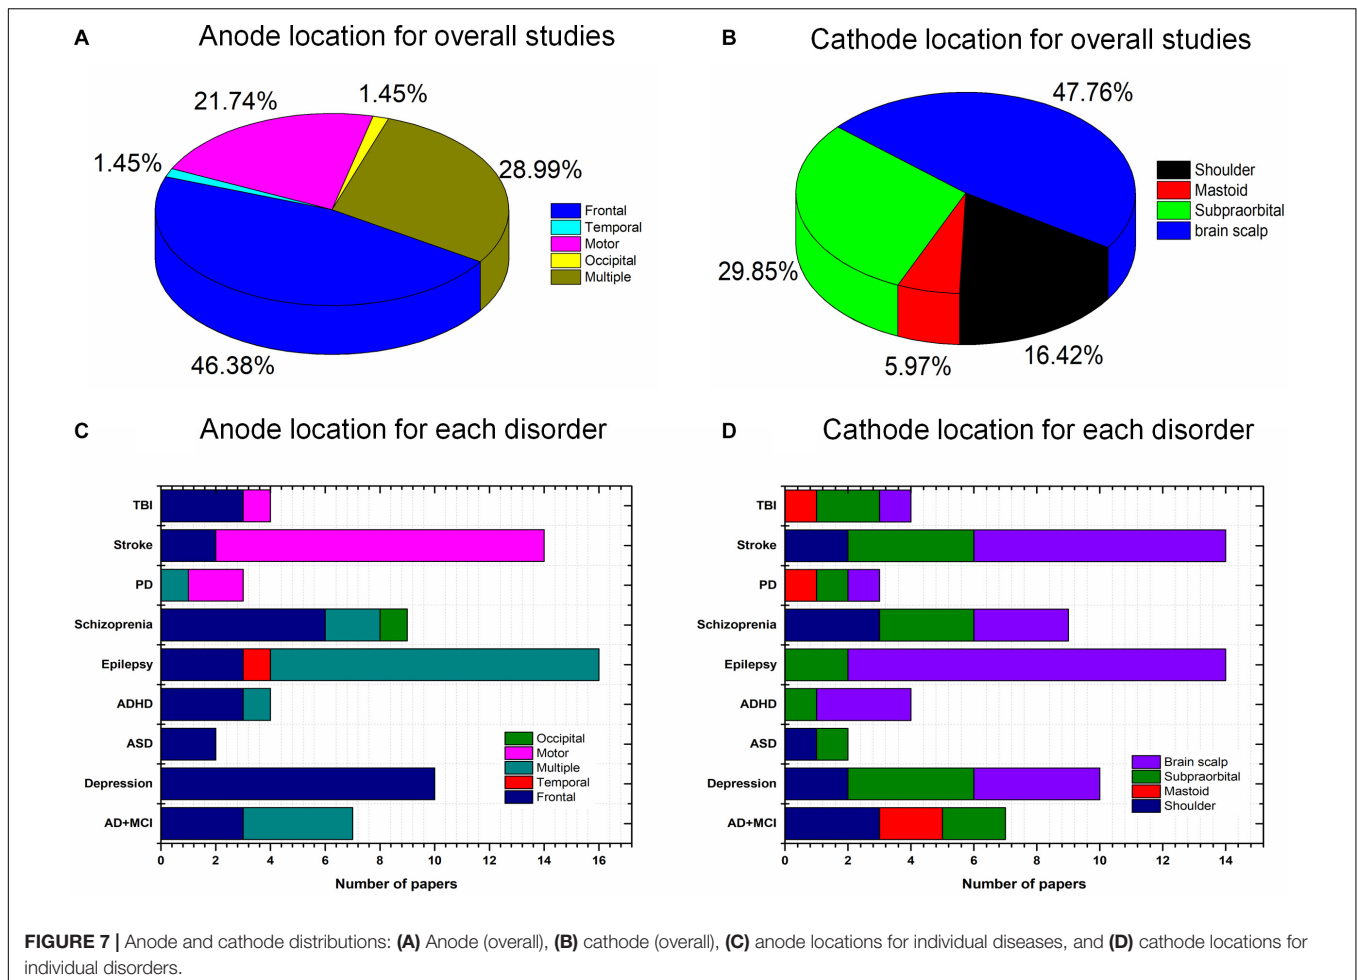 A
Anode location for overall studies
21.74%
1.45%
1.45%
28.99%
46.38%
Frontal
Temporal
Motor
Occipital
Multiple
B
Cathode location for overall studies
47.76%
29.85%
5.97%
16.42%
Shoulder
Mastoid
Subpraorbital
brain scalp
C
Anode location for each disorder
TBI
Stroke
PD
Schizoprenia
Epilepsy
ADHD
ASD
Depression
AD+MCI
Occipital
Motor
Multiple
Temporal
Frontal
0 2 4 6 8 10 12 14 16
Number of papers
D
Cathode location for each disorder
TBI
Stroke
PD
Schizoprenia
Epilepsy
ADHD
ASD
Depression
AD+MCI
Brain scalp
Subpraorbital
Mastoid
Shoulder
0 2 4 6 8 10 12 14
Number of papers
FIGURE 7 | Anode and cathode distributions: (A) Anode (overall), (B) cathode (overall), (C) anode locations for individual diseases, and (D) cathode locations for
individual disorders.